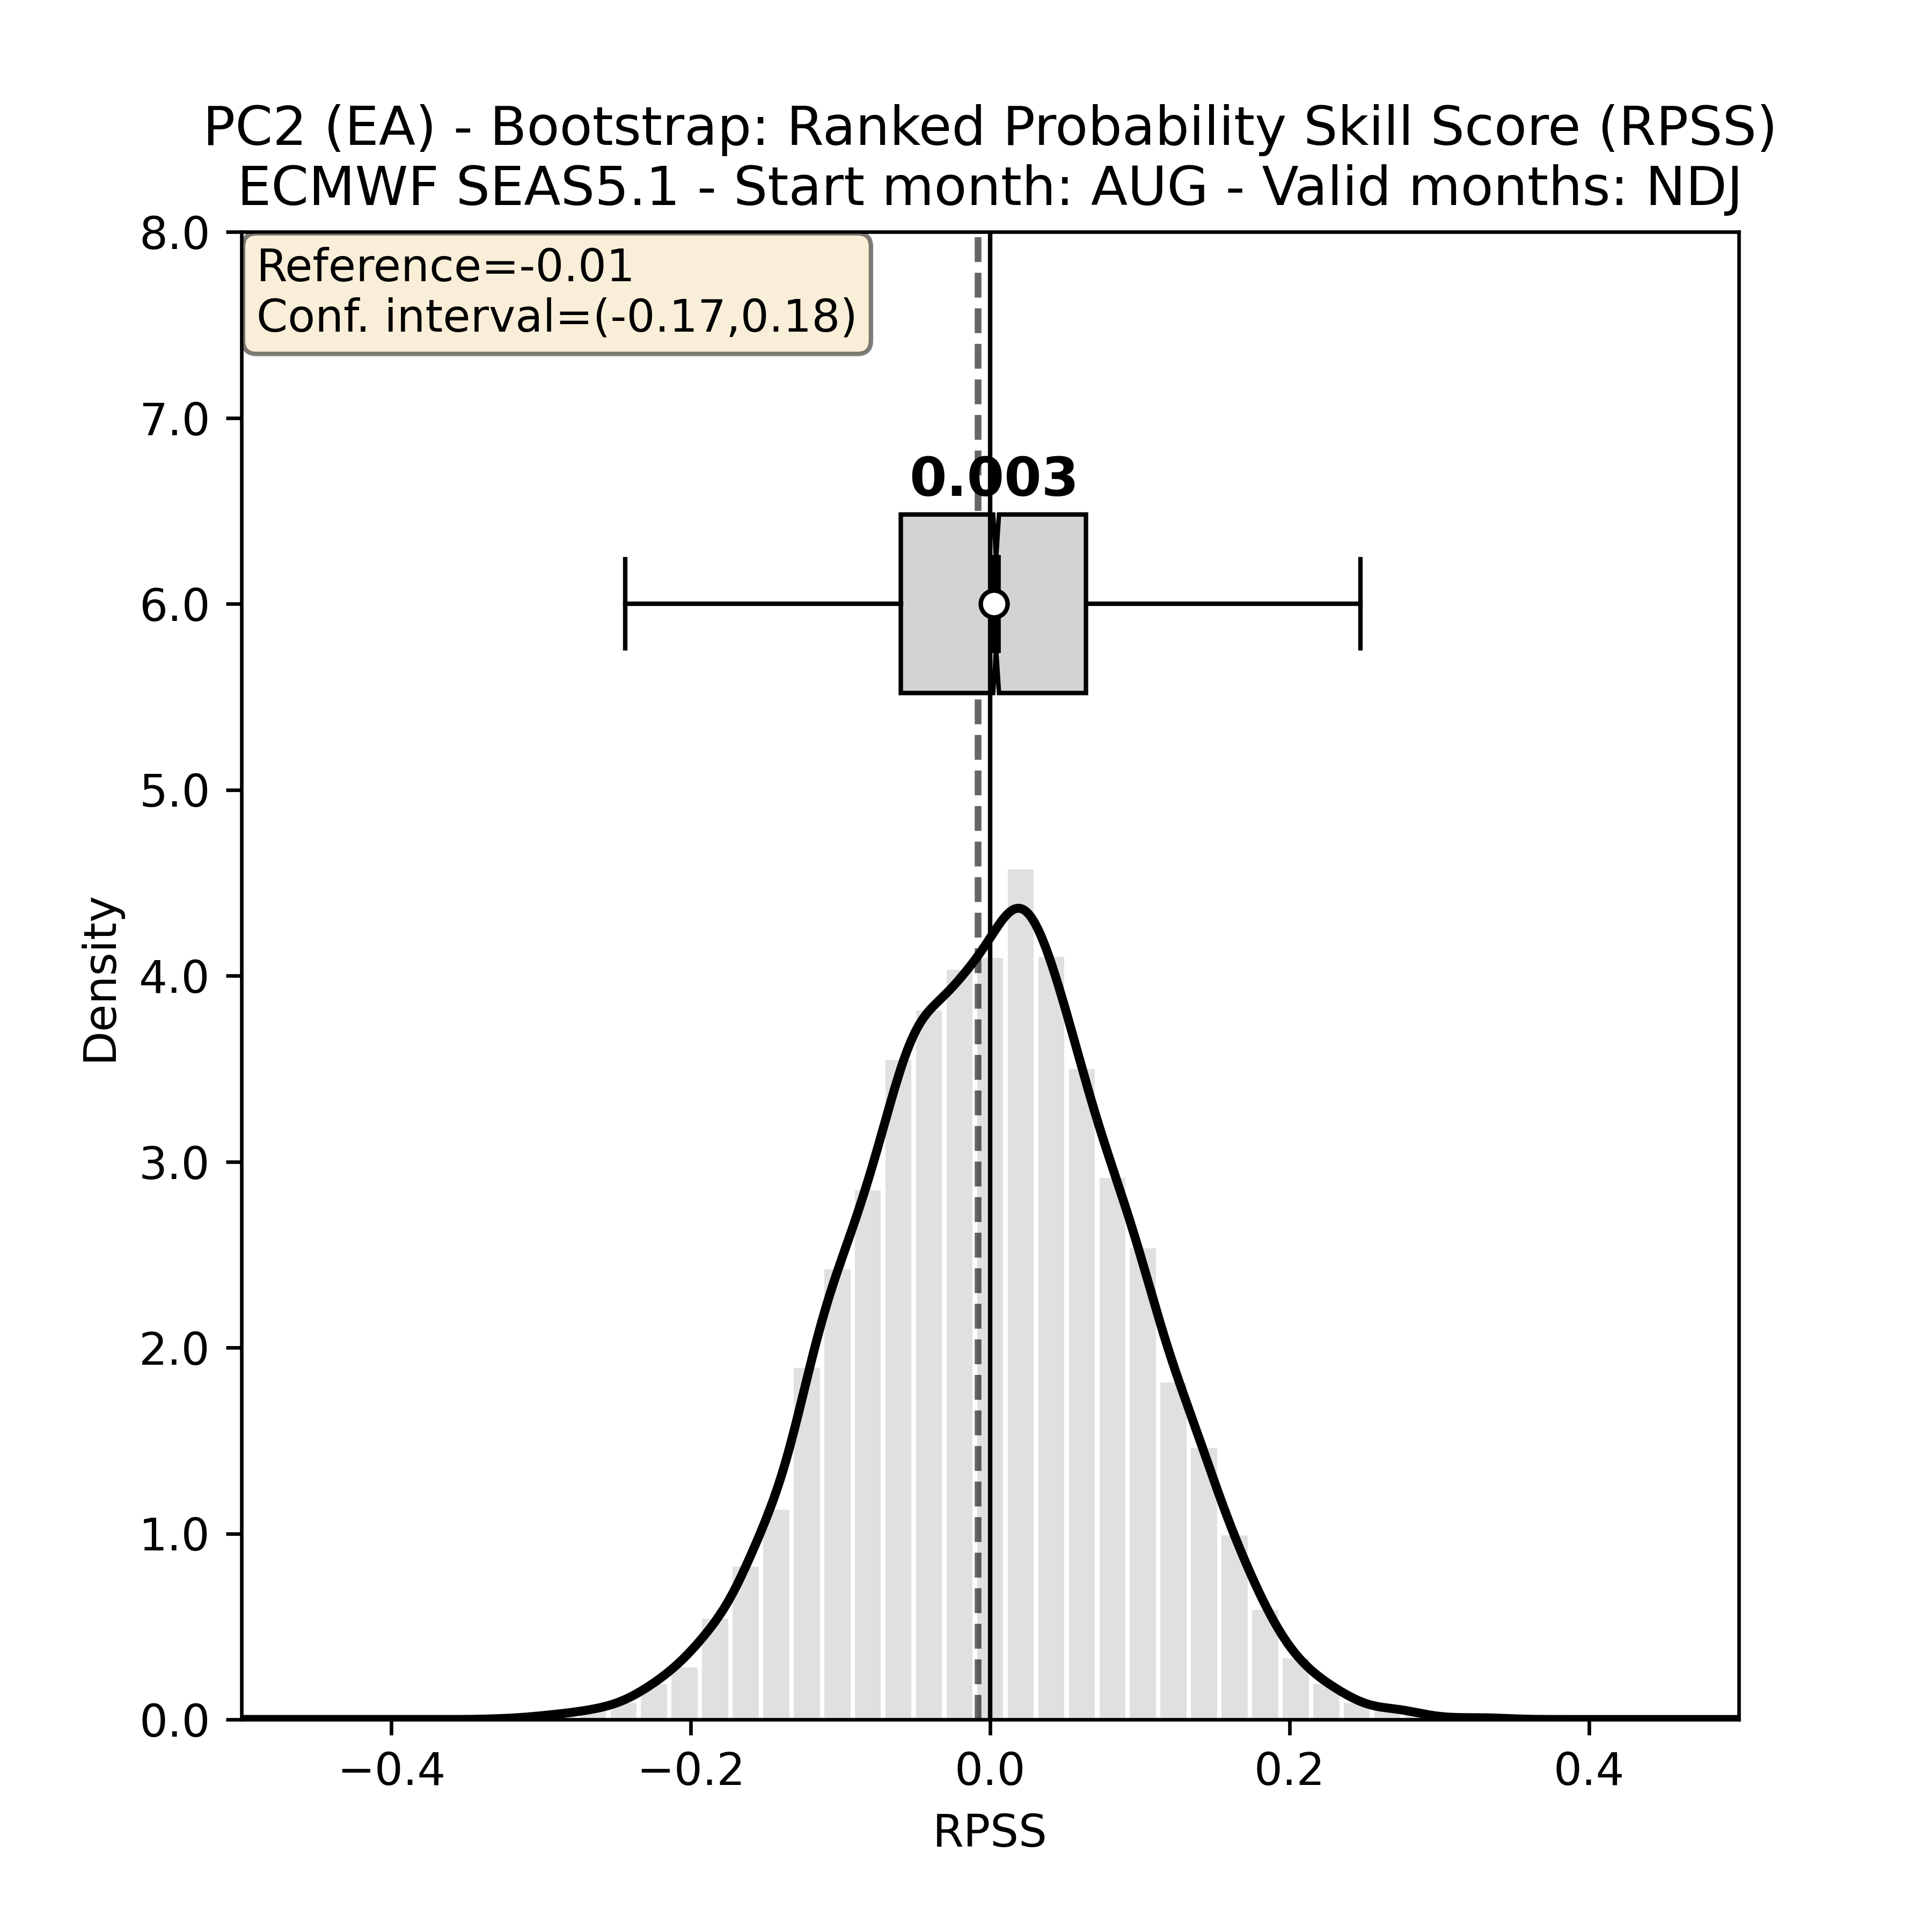 PC2 (EA) - Bootstrap: Ranked Probability Skill Score (RPSS)
ECMWF SEAS5.1 - Start month: AUG - Valid months: NDJ
Reference=-0.01
Conf. interval=(-0.17,0.18)
0.003
8.0
7.0
6.0
5.0
4.0
3.0
2.0
1.0
0.0
Density
−0.4
−0.2
0.0
0.2
0.4
RPSS